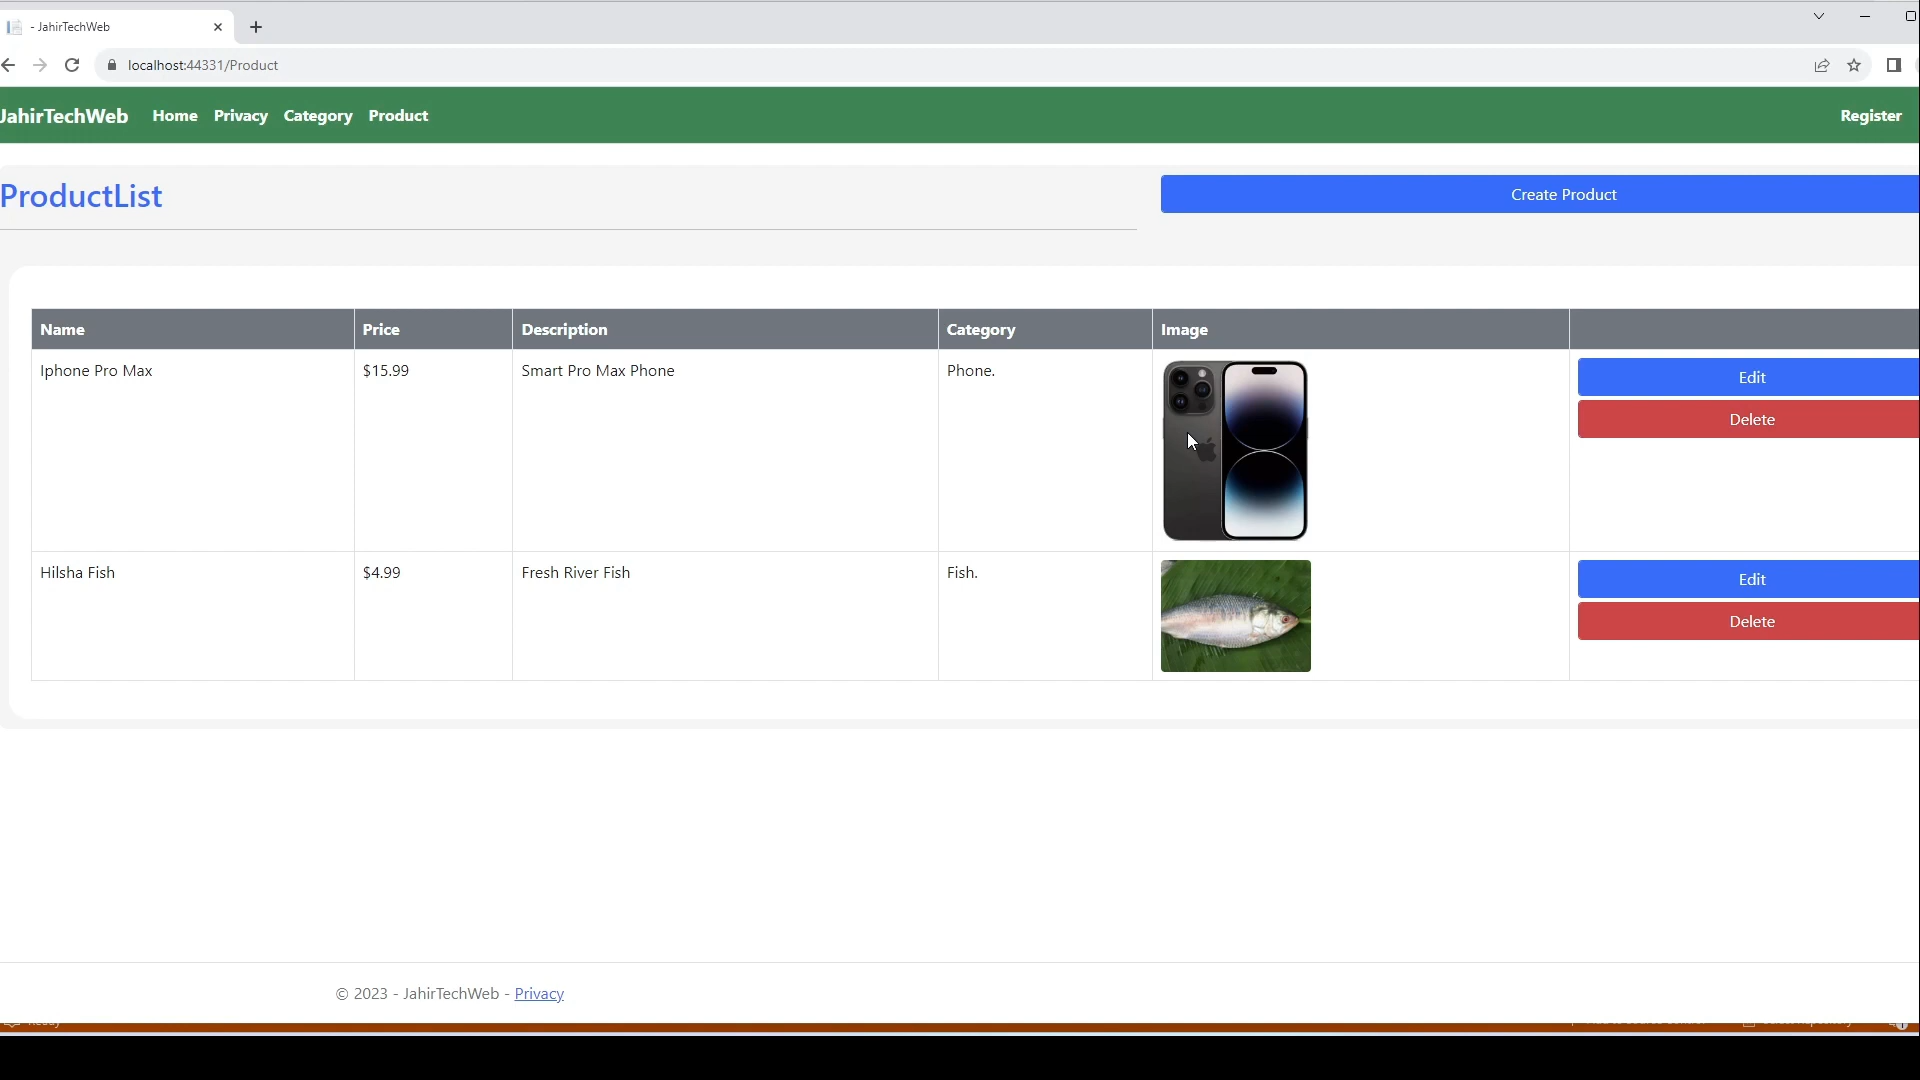 - JahirTechWeb
localhost:44331/Product
JahirTechWeb Home Privacy Category Product Register
ProductList Create Product
Name Price Description Category Image
Iphone Pro Max $15.99 Smart Pro Max Phone Phone. Edit
Delete
Hilsha Fish $4.99 Fresh River Fish Fish. Edit
Delete
© 2023 - JahirTechWeb - Privacy